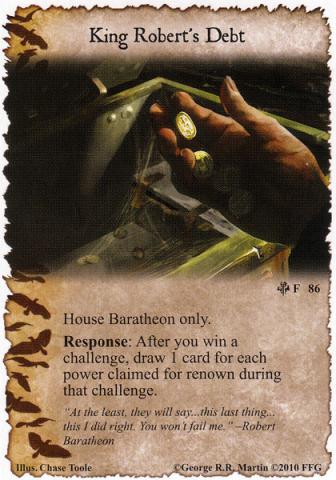 King Robert's Debt
F 86
House Baratheon only.
Response: After you win a
challenge, draw 1 card for each
power claimed for renown during
that challenge.
"At the least, they will say...this last thing...
this I did right. You won't fail me." –Robert
Baratheon
Illus. Chase Toole ©George R.R. Martin ©2010 FFG